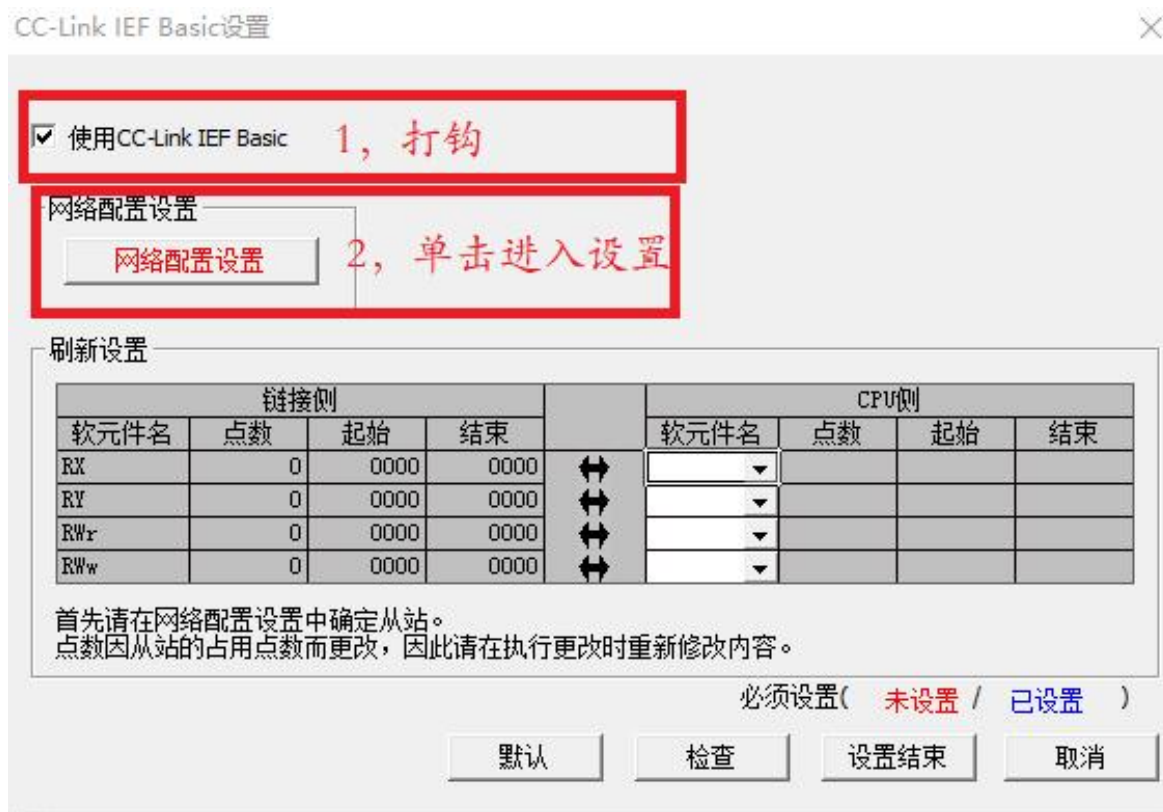 CC-Link IEF Basic设置
使用CC-Link IEF Basic 1，打钩
网络配置设置
网络配置设置 2，单击进入设置
刷新设置
链接侧 CPU侧
软元件名 点数 起始 结束 软元件名 点数 起始 结束
RX 0 0000 0000
RY 0 0000 0000
RWr 0 0000 0000
RWw 0 0000 0000
首先请在网络配置设置中确定从站。
点数因从站的占用点数而更改，因此请在执行更改时重新修改内容。
必须设置( 未设置 / 已设置 )
默认 检查 设置结束 取消